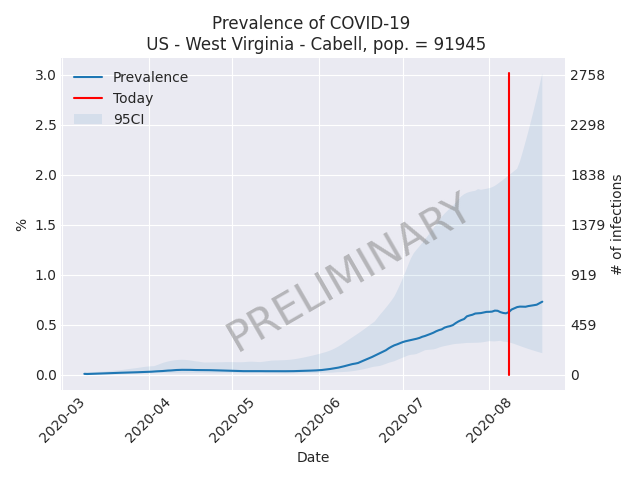 Prevalence of COVID-19
US - West Virginia - Cabell, pop. = 91945
Prevalence
Today
95CI
3.0
2.5
2.0
1.5
1.0
0.5
0.0
%
2758
2298
1838
1379
919
459
0
# of infections
PRELIMINARY
2020-03
2020-04
2020-05
2020-06
2020-07
2020-08
Date